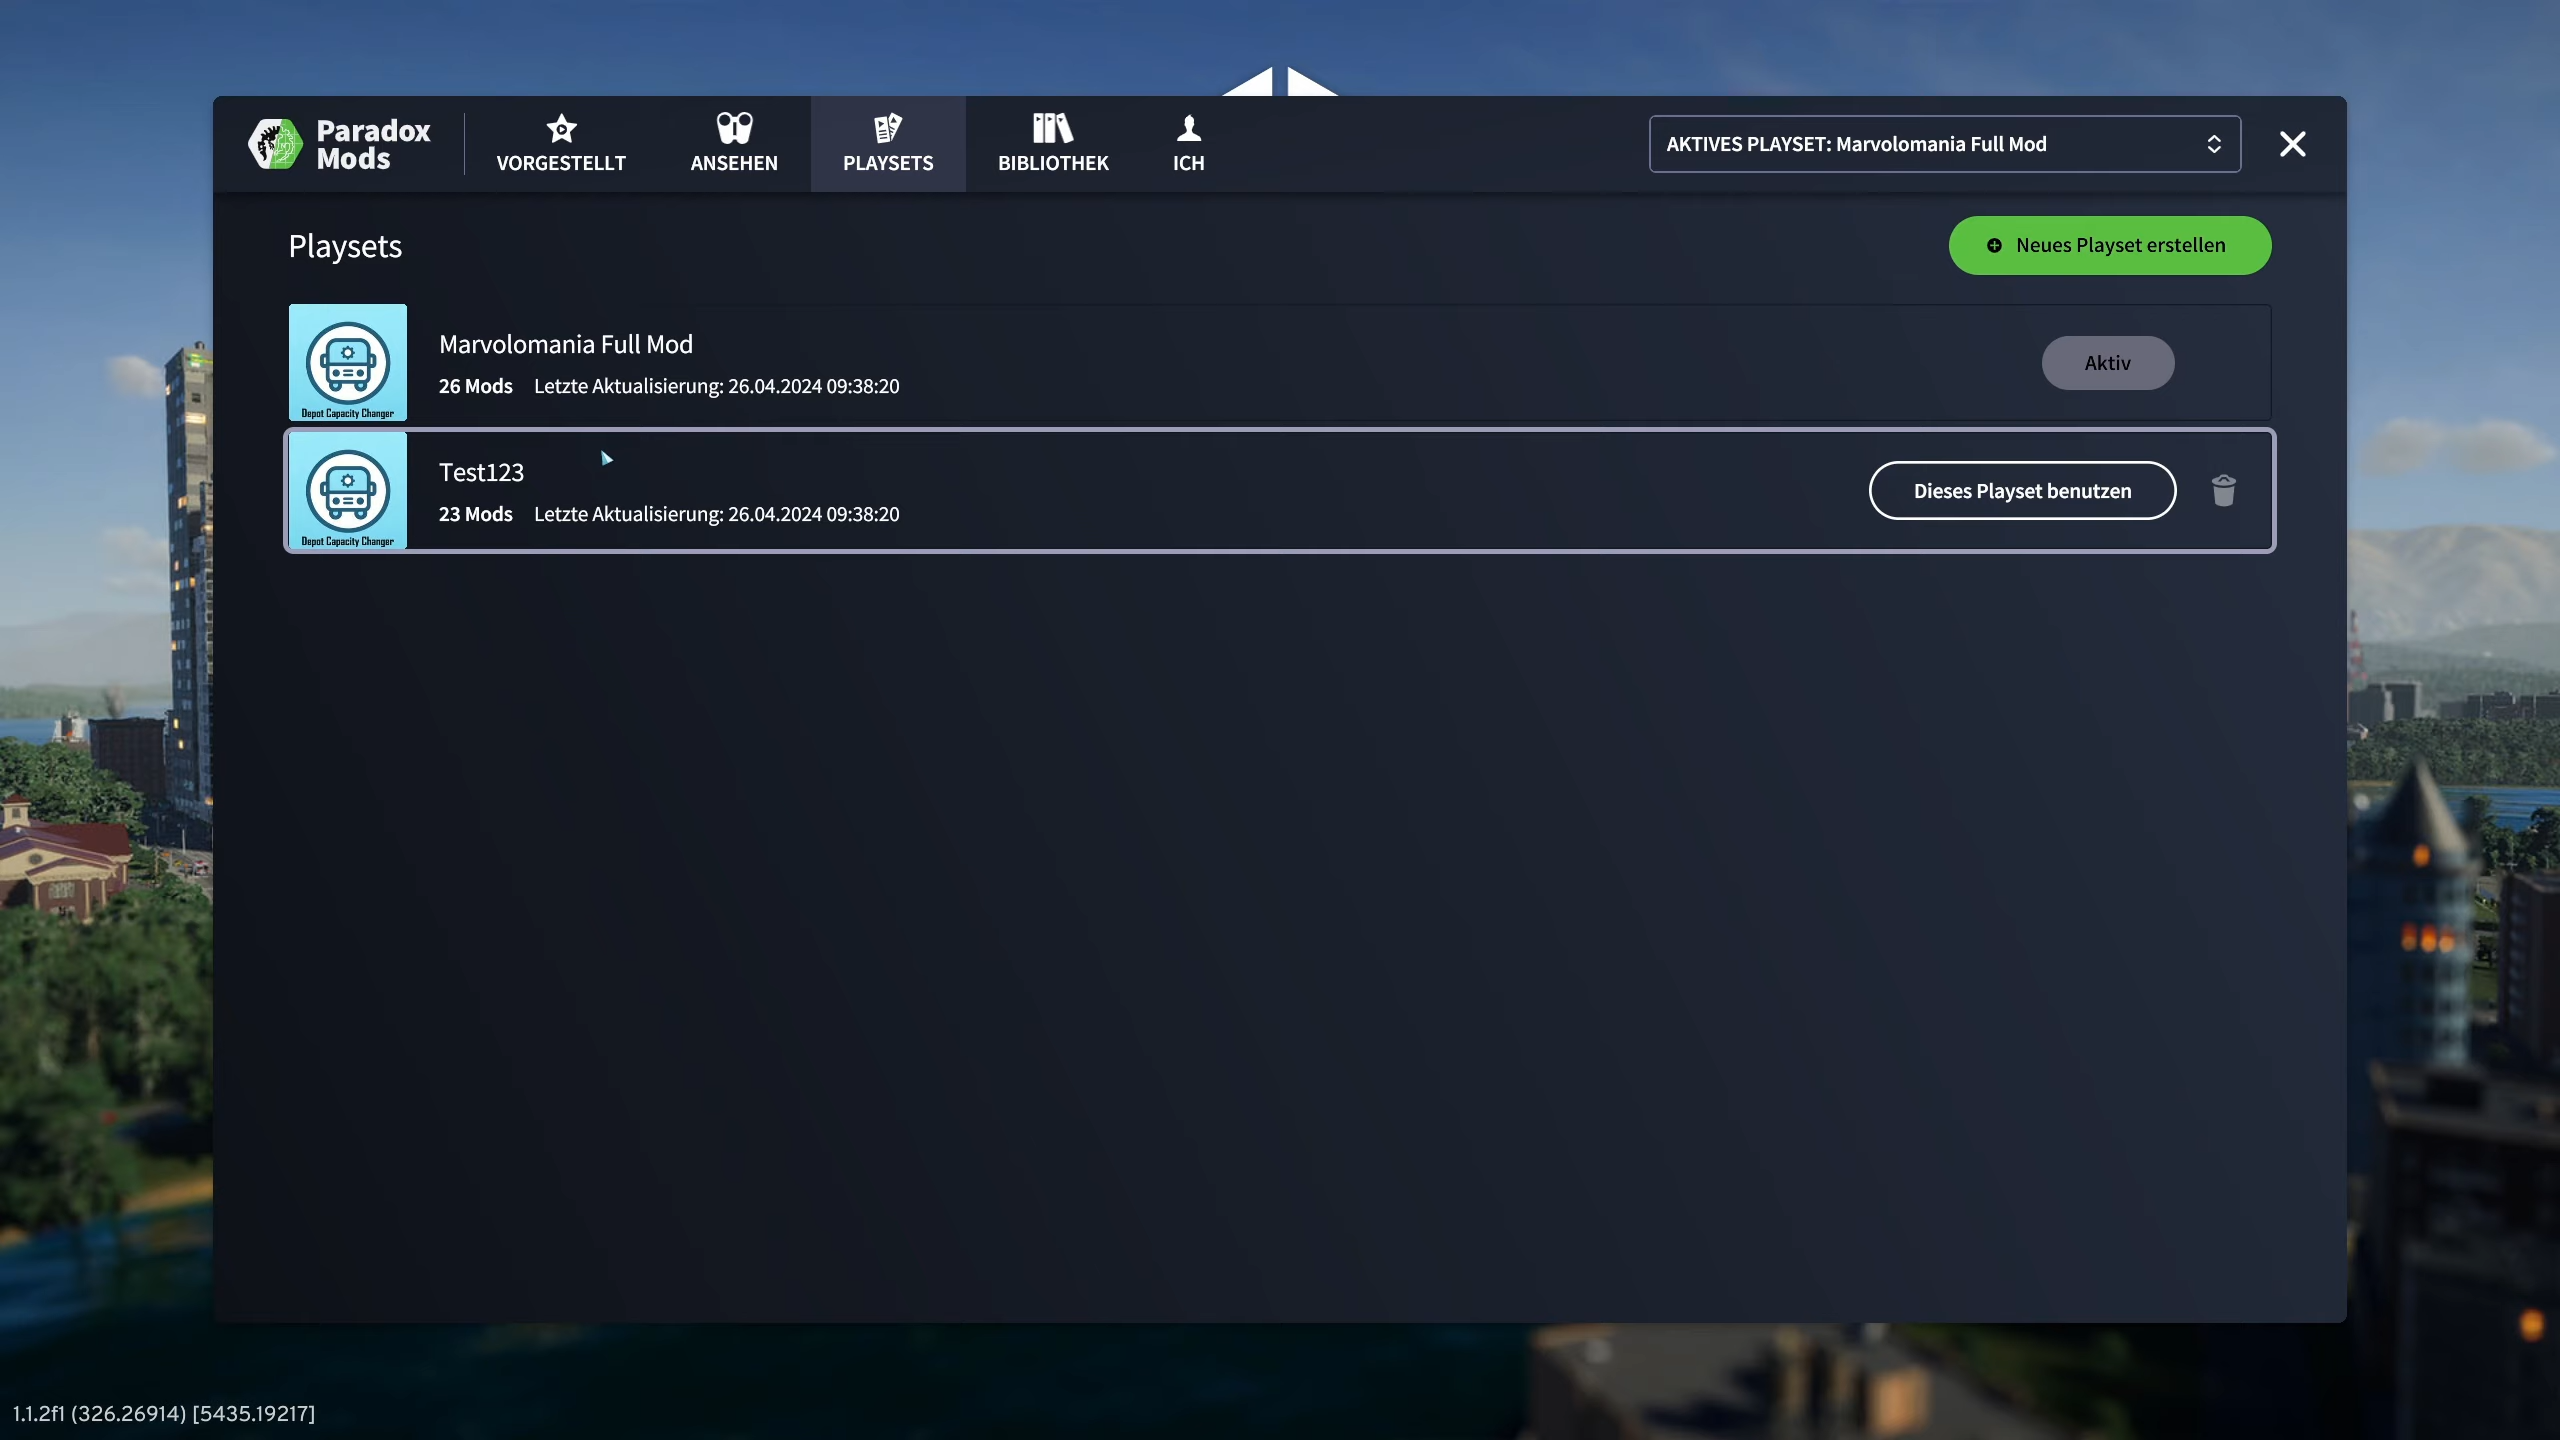 Paradox
Mods
VORGESTELLT
ANSEHEN
PLAYSETS
BIBLIOTHEK
ICH
AKTIVES PLAYSET: Marvolomania Full Mod
Playsets
Neues Playset erstellen
Depot Capacity Changer
Marvolomania Full Mod
26 Mods Letzte Aktualisierung: 26.04.2024 09:38:20
Aktiv
Depot Capacity Changer
Test123
23 Mods Letzte Aktualisierung: 26.04.2024 09:38:20
Dieses Playset benutzen
1.1.2f1 (326.26914) [5435.19217]